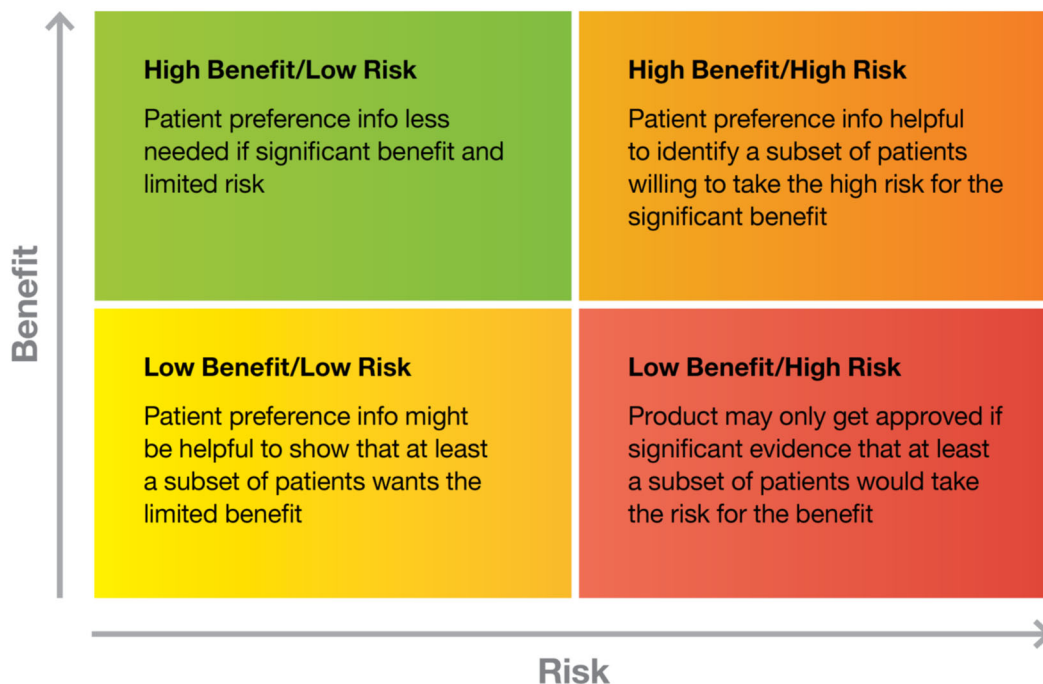 High Benefit/Low Risk
Patient preference info less
needed if significant benefit and
limited risk
High Benefit/High Risk
Patient preference info helpful
to identify a subset of patients
willing to take the high risk for the
significant benefit
Benefit
Low Benefit/Low Risk
Patient preference info might
be helpful to show that at least
a subset of patients wants the
limited benefit
Low Benefit/High Risk
Product may only get approved if
significant evidence that at least
a subset of patients would take
the risk for the benefit
Risk